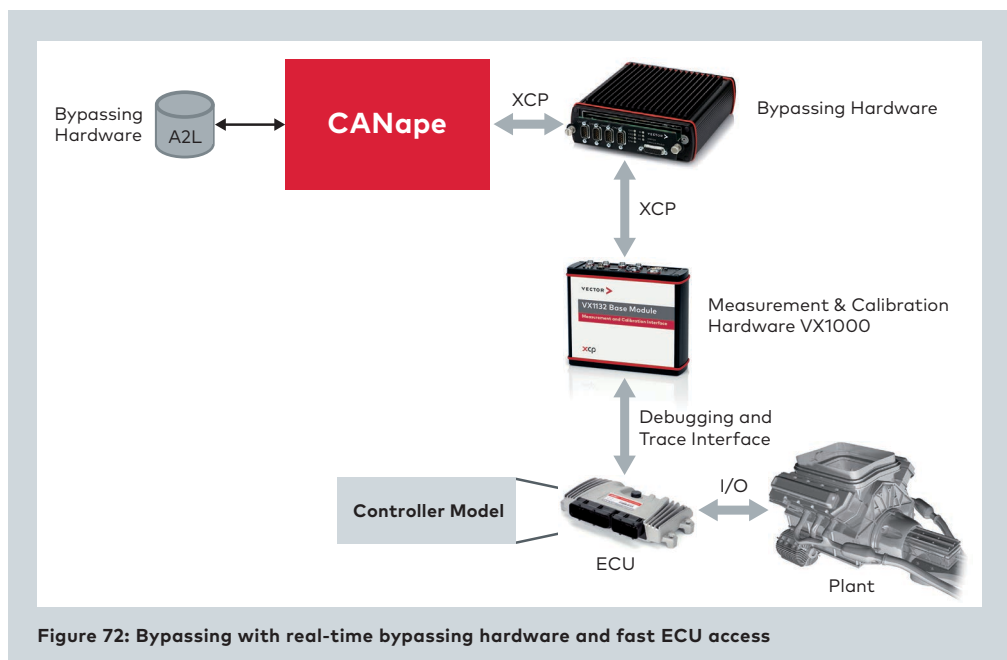 Bypassing
Hardware
A2L
CANape
XCP
Bypassing Hardware
VECTOR
XCP
VECTOR
VX1132 Base Module
Measurement and Calibration Interface
xcp
Measurement & Calibration
Hardware VX1000
Debugging and
Trace Interface
Controller Model
I/O
ECU
Plant
Figure 72: Bypassing with real-time bypassing hardware and fast ECU access